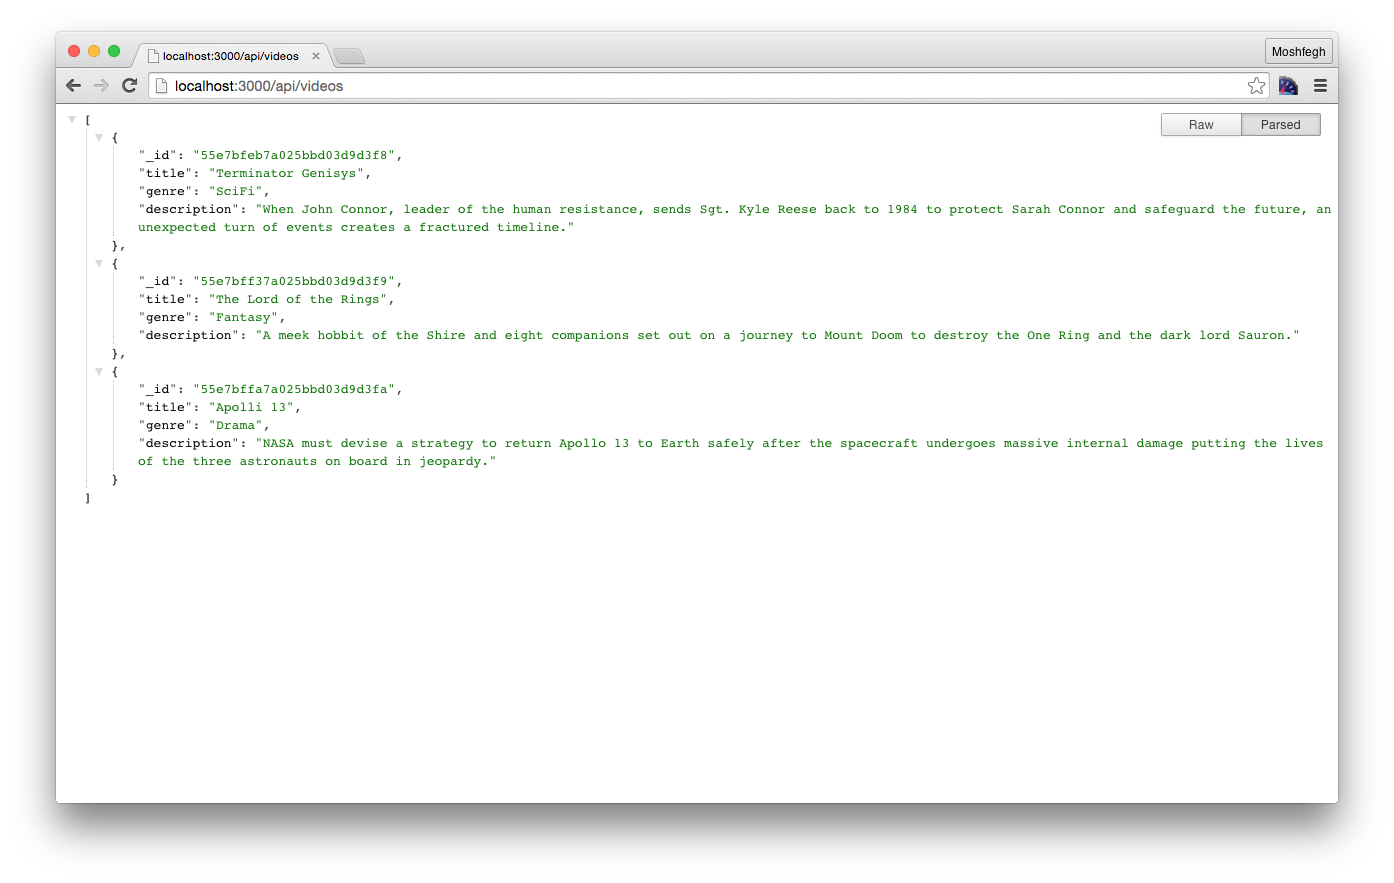 localhost:3000/api/videos
Moshfegh
localhost:3000/api/videos
Raw
Parsed
[
{
"_id": "55e7bfeb7a025bbd03d9d3f8",
"title": "Terminator Genisys",
"genre": "SciFi",
"description": "When John Connor, leader of the human resistance, sends Sgt. Kyle Reese back to 1984 to protect Sarah Connor and safeguard the future, an
unexpected turn of events creates a fractured timeline."
},
{
"_id": "55e7bff37a025bbd03d9d3f9",
"title": "The Lord of the Rings",
"genre": "Fantasy",
"description": "A meek hobbit of the Shire and eight companions set out on a journey to Mount Doom to destroy the One Ring and the dark lord Sauron."
},
{
"_id": "55e7bffa7a025bbd03d9d3fa",
"title": "Apolli 13",
"genre": "Drama",
"description": "NASA must devise a strategy to return Apollo 13 to Earth safely after the spacecraft undergoes massive internal damage putting the lives
of the three astronauts on board in jeopardy."
}
]